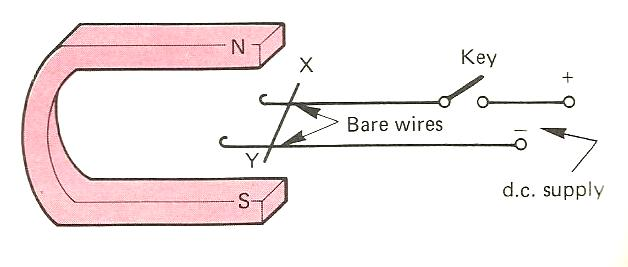 N
X
Key
+
Bare wires
−
Y
S
d.c. supply